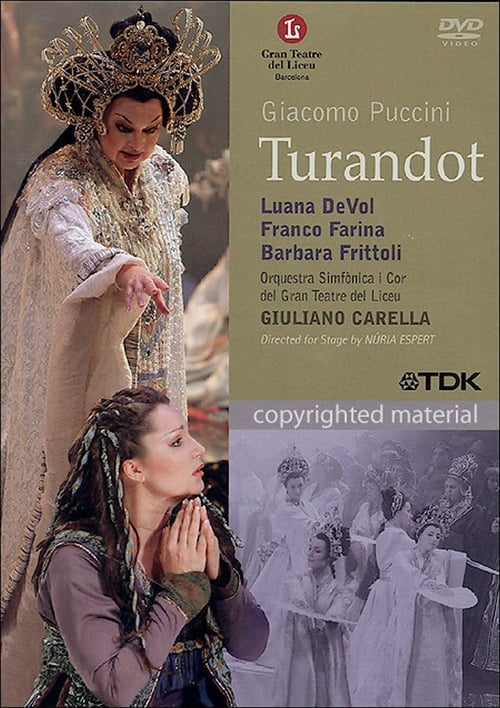 DVD
VIDEO
Gran Teatre
del Liceu
Barcelona
Giacomo Puccini
Turandot
Luana DeVol
Franco Farina
Barbara Frittoli
Orquestra Simfònica i Cor
del Gran Teatre del Liceu
GIULIANO CARELLA
Directed for Stage by NÚRIA ESPERT
TDK
copyrighted material